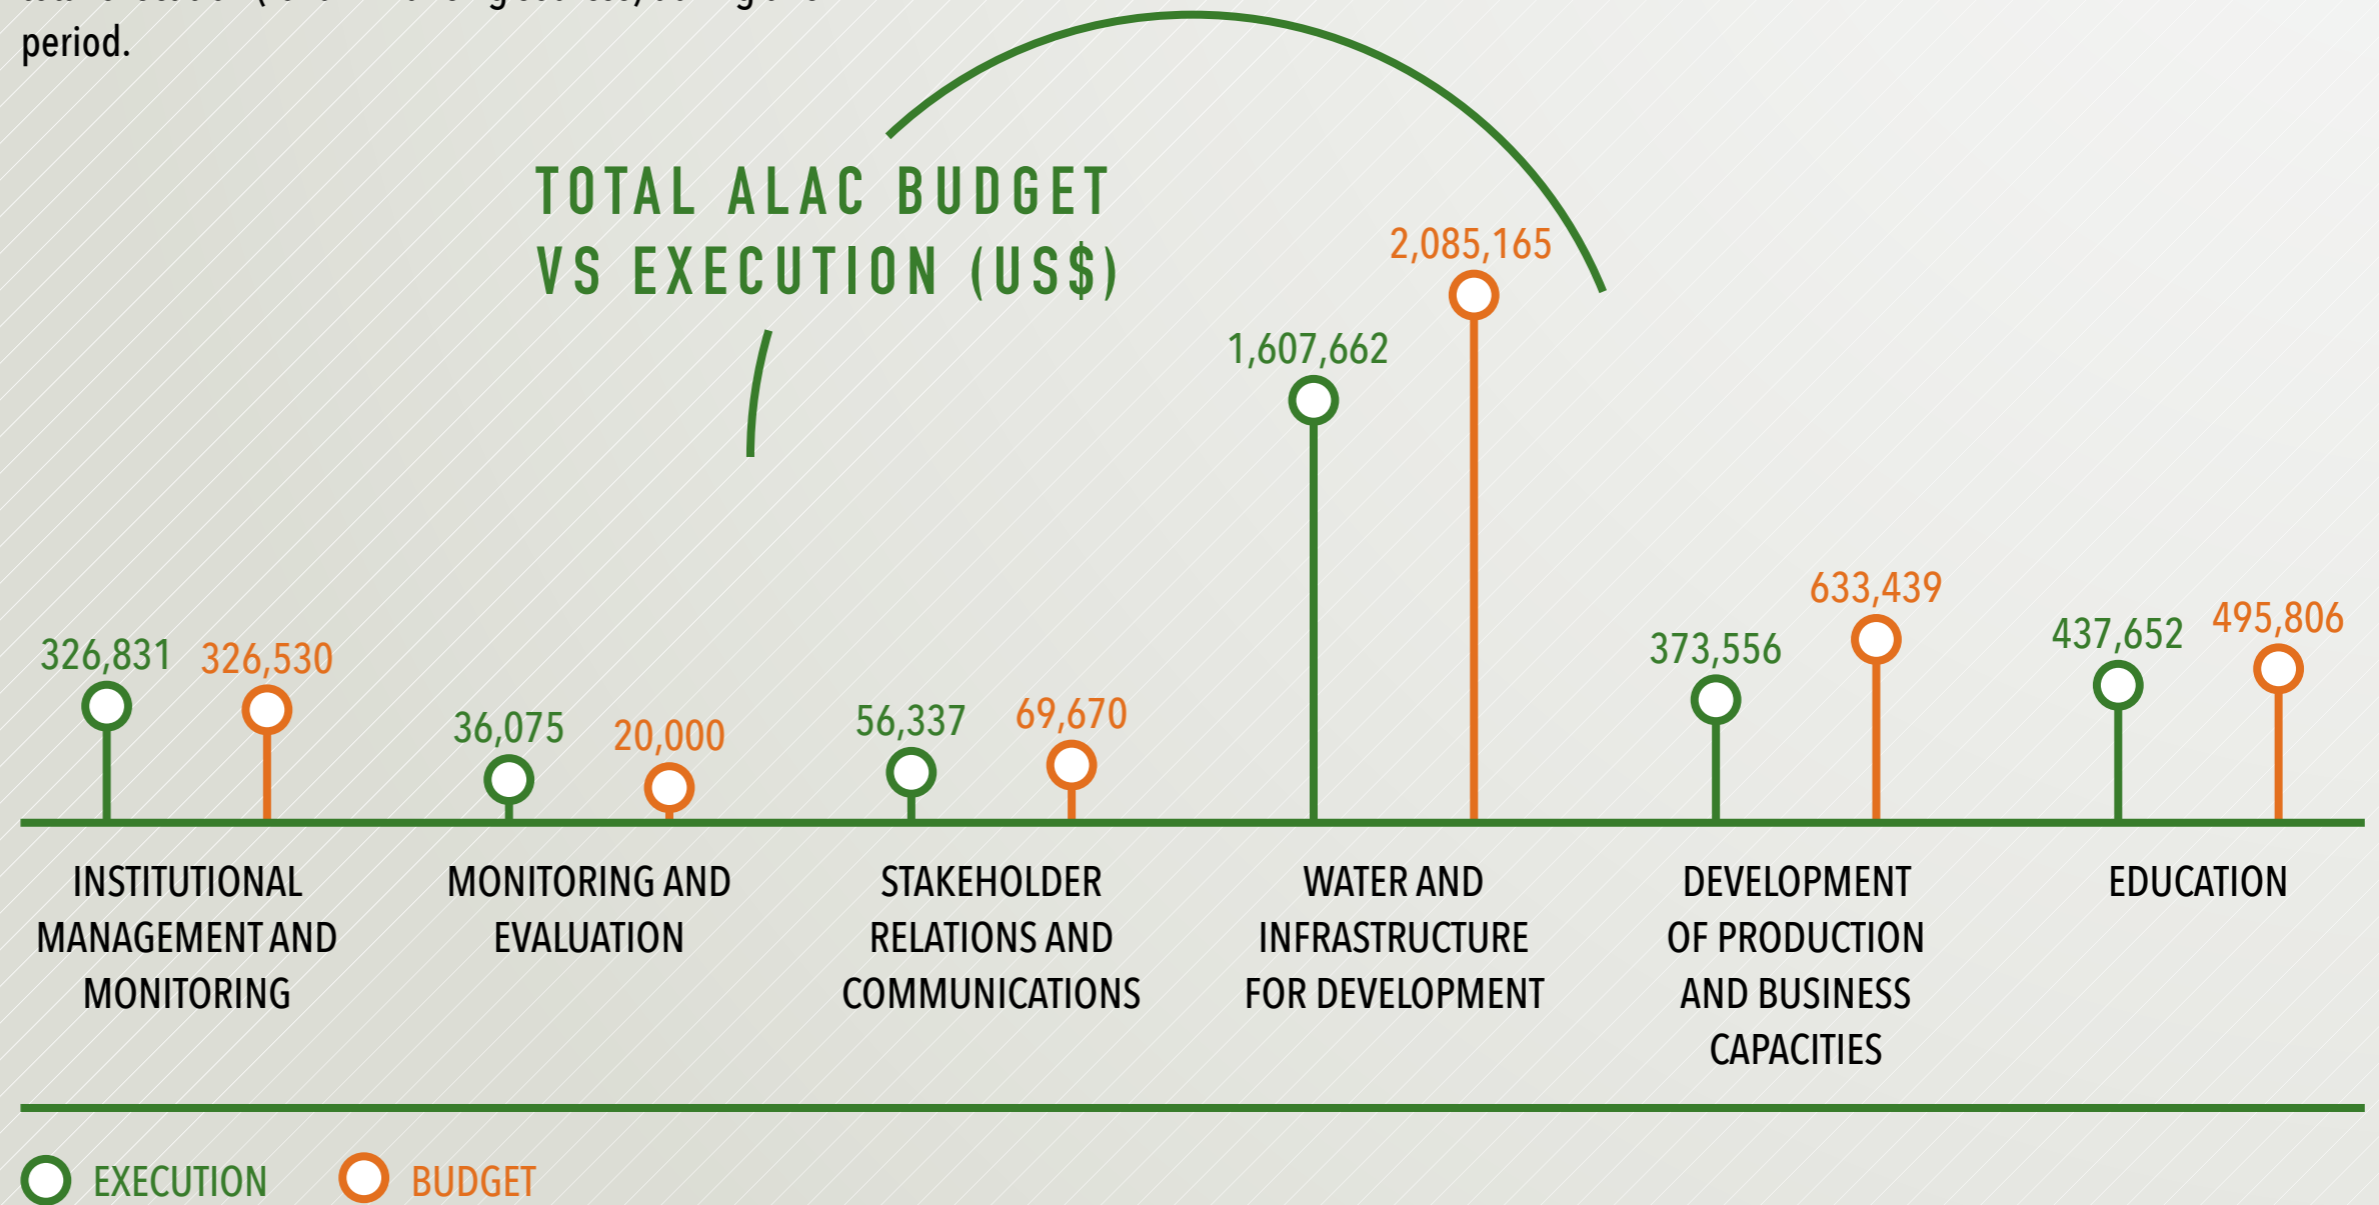 period.
TOTAL ALAC BUDGET
VS EXECUTION (US$)
2,085,165
1,607,662
633,439
495,806
437,652
373,556
326,831
326,530
69,670
56,337
36,075
20,000
INSTITUTIONAL
MANAGEMENT AND
MONITORING
MONITORING AND
EVALUATION
STAKEHOLDER
RELATIONS AND
COMMUNICATIONS
WATER AND
INFRASTRUCTURE
FOR DEVELOPMENT
DEVELOPMENT
OF PRODUCTION
AND BUSINESS
CAPACITIES
EDUCATION
EXECUTION
BUDGET